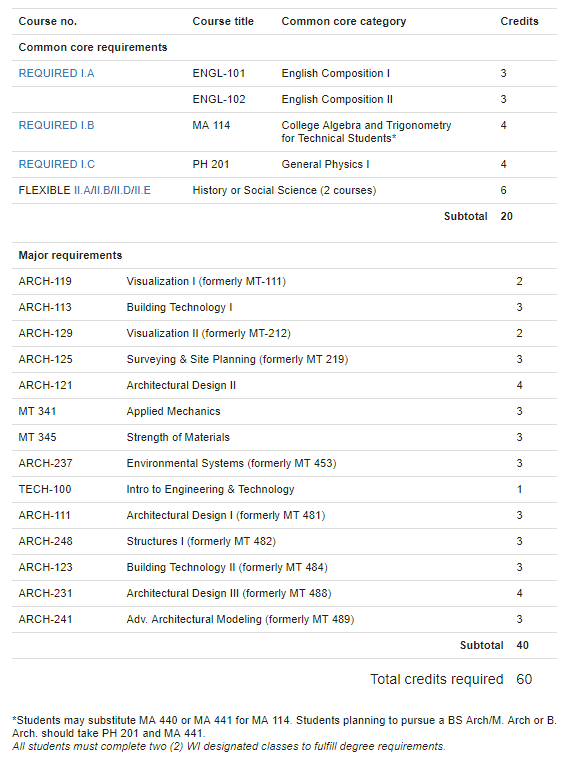 Course no. Course title Common core category Credits
Common core requirements
REQUIRED I.A ENGL-101 English Composition I 3
ENGL-102 English Composition II 3
REQUIRED I.B MA 114 College Algebra and Trigonometry 4
for Technical Students*
REQUIRED I.C PH 201 General Physics I 4
FLEXIBLE II.A/II.B/II.D/II.E History or Social Science (2 courses) 6
Subtotal 20
Major requirements
ARCH-119 Visualization I (formerly MT-111) 2
ARCH-113 Building Technology I 3
ARCH-129 Visualization II (formerly MT-212) 2
ARCH-125 Surveying & Site Planning (formerly MT 219) 3
ARCH-121 Architectural Design II 4
MT 341 Applied Mechanics 3
MT 345 Strength of Materials 3
ARCH-237 Environmental Systems (formerly MT 453) 3
TECH-100 Intro to Engineering & Technology 1
ARCH-111 Architectural Design I (formerly MT 481) 3
ARCH-248 Structures I (formerly MT 482) 3
ARCH-123 Building Technology II (formerly MT 484) 3
ARCH-231 Architectural Design III (formerly MT 488) 4
ARCH-241 Adv. Architectural Modeling (formerly MT 489) 3
Subtotal 40
Total credits required 60
*Students may substitute MA 440 or MA 441 for MA 114. Students planning to pursue a BS Arch/M. Arch or B.
Arch. should take PH 201 and MA 441.
All students must complete two (2) WI designated classes to fulfill degree requirements.